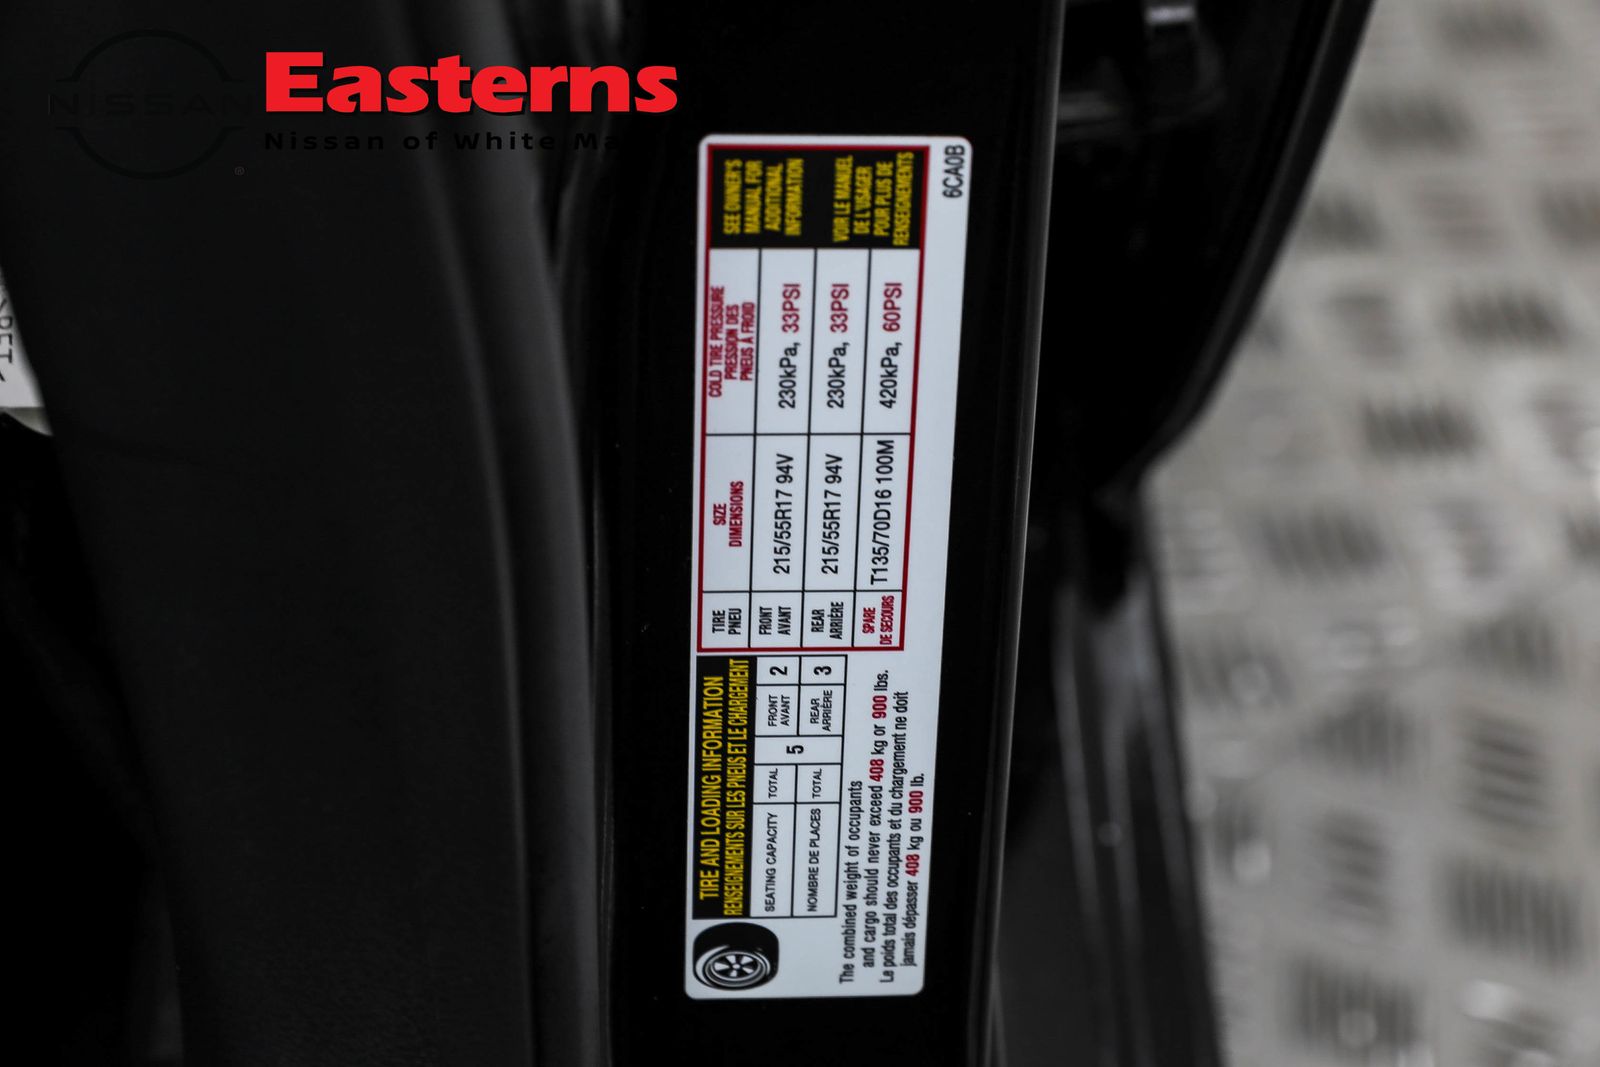 NISSAN
®
Easterns
Nissan of White Ma
TIRE AND LOADING INFORMATION
RENSEIGNEMENTS SUR LES PNEUS ET LE CHARGEMENT
SEATING CAPACITY TOTAL 5 FRONT AVANT 2
NOMBRE DE PLACES TOTAL REAR ARRIÈRE 3
The combined weight of occupants
and cargo should never exceed 408 kg or 900 lbs.
Le poids total des occupants et du chargement ne doit
jamais dépasser 408 kg ou 900 lb.
TIRE PNEU SIZE DIMENSIONS COLD TIRE PRESSURE PRESSION DES PNEUS À FROID
FRONT AVANT 215/55R17 94V 230kPa, 33PSI
REAR ARRIÈRE 215/55R17 94V 230kPa, 33PSI
SPARE DE SECOURS T135/70D16 100M 420kPa, 60PSI
SEE OWNER'S
MANUAL FOR
ADDITIONAL
INFORMATION
VOIR LE MANUEL
DE L'USAGER
POUR PLUS DE
RENSEIGNEMENTS
6CA0B